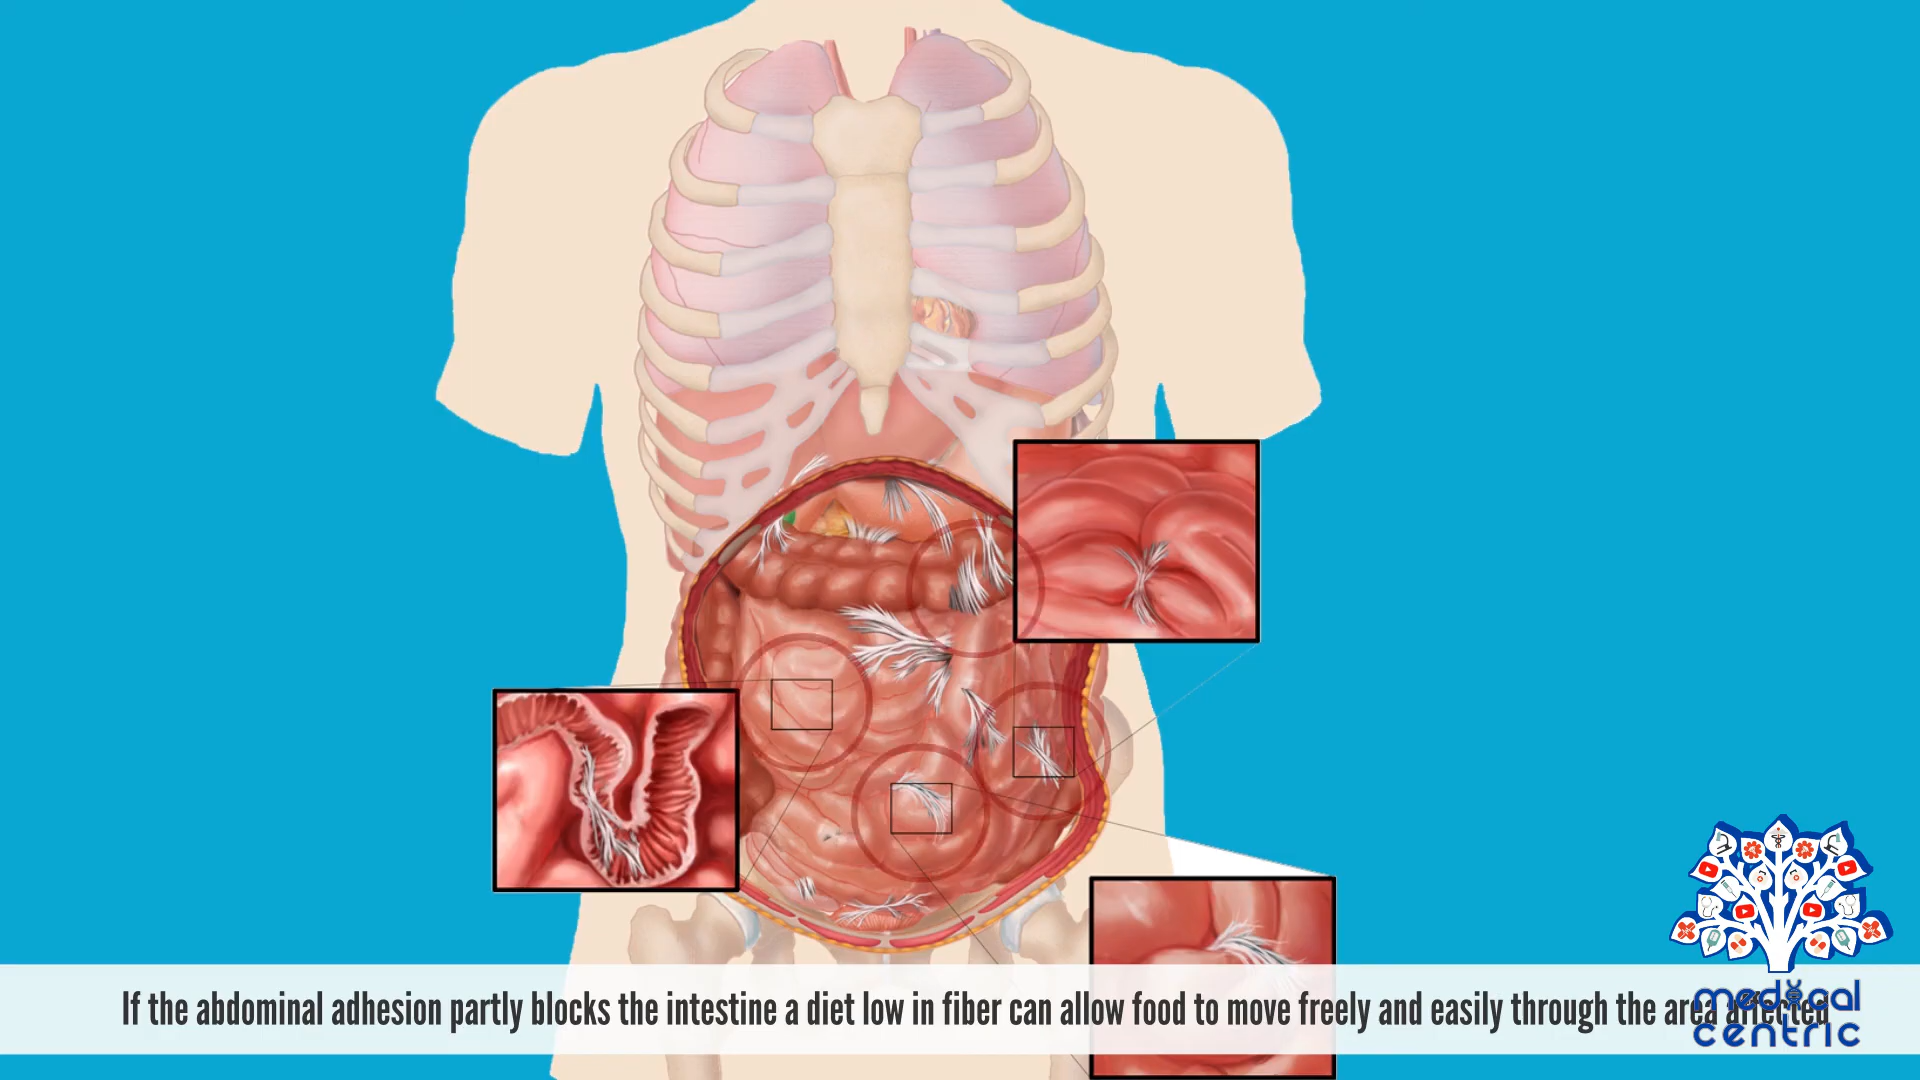 If the abdominal adhesion partly blocks the intestine a diet low in fiber can allow food to move freely and easily through the area affected
medical
centric